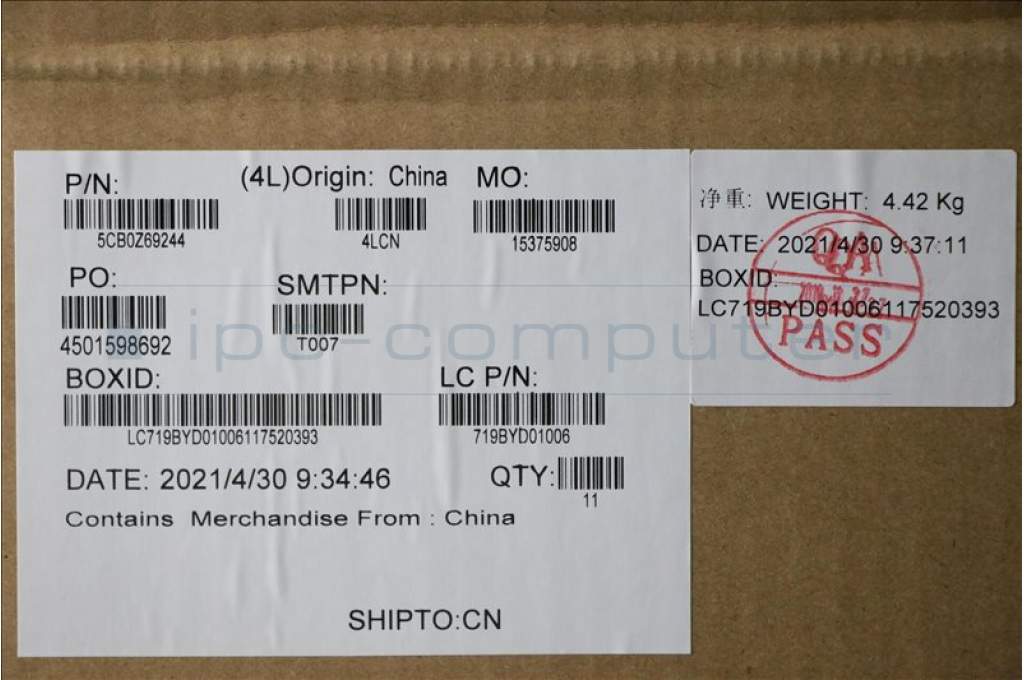 P/N:
(4L)Origin: China
MO:
5CB0Z69244
4LCN
15375908
PO:
SMTPN:
4501598692
T007
BOXID:
LC P/N:
LC719BYD01006117520393
719BYD01006
DATE: 2021/4/30 9:34:46
QTY:
11
Contains Merchandise From : China
SHIPTO:CN
净重: WEIGHT: 4.42 Kg
DATE: 2021/4/30 9:37:11
BOXID:
LC719BYD01006117520393
QA
PASS
ipc-computer